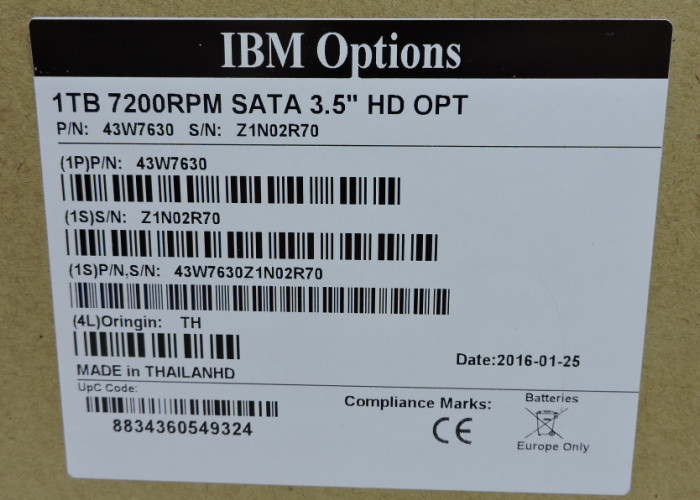 IBM Options
1TB 7200RPM SATA 3.5" HD OPT
P/N: 43W7630 S/N: Z1N02R70
(1P)P/N: 43W7630
(1S)S/N: Z1N02R70
(1S)P/N,S/N: 43W7630Z1N02R70
(4L)Oringin: TH
Date:2016-01-25
MADE in THAILANHD
UpC Code:
8834360549324
Compliance Marks:
CE
Batteries
Europe Only